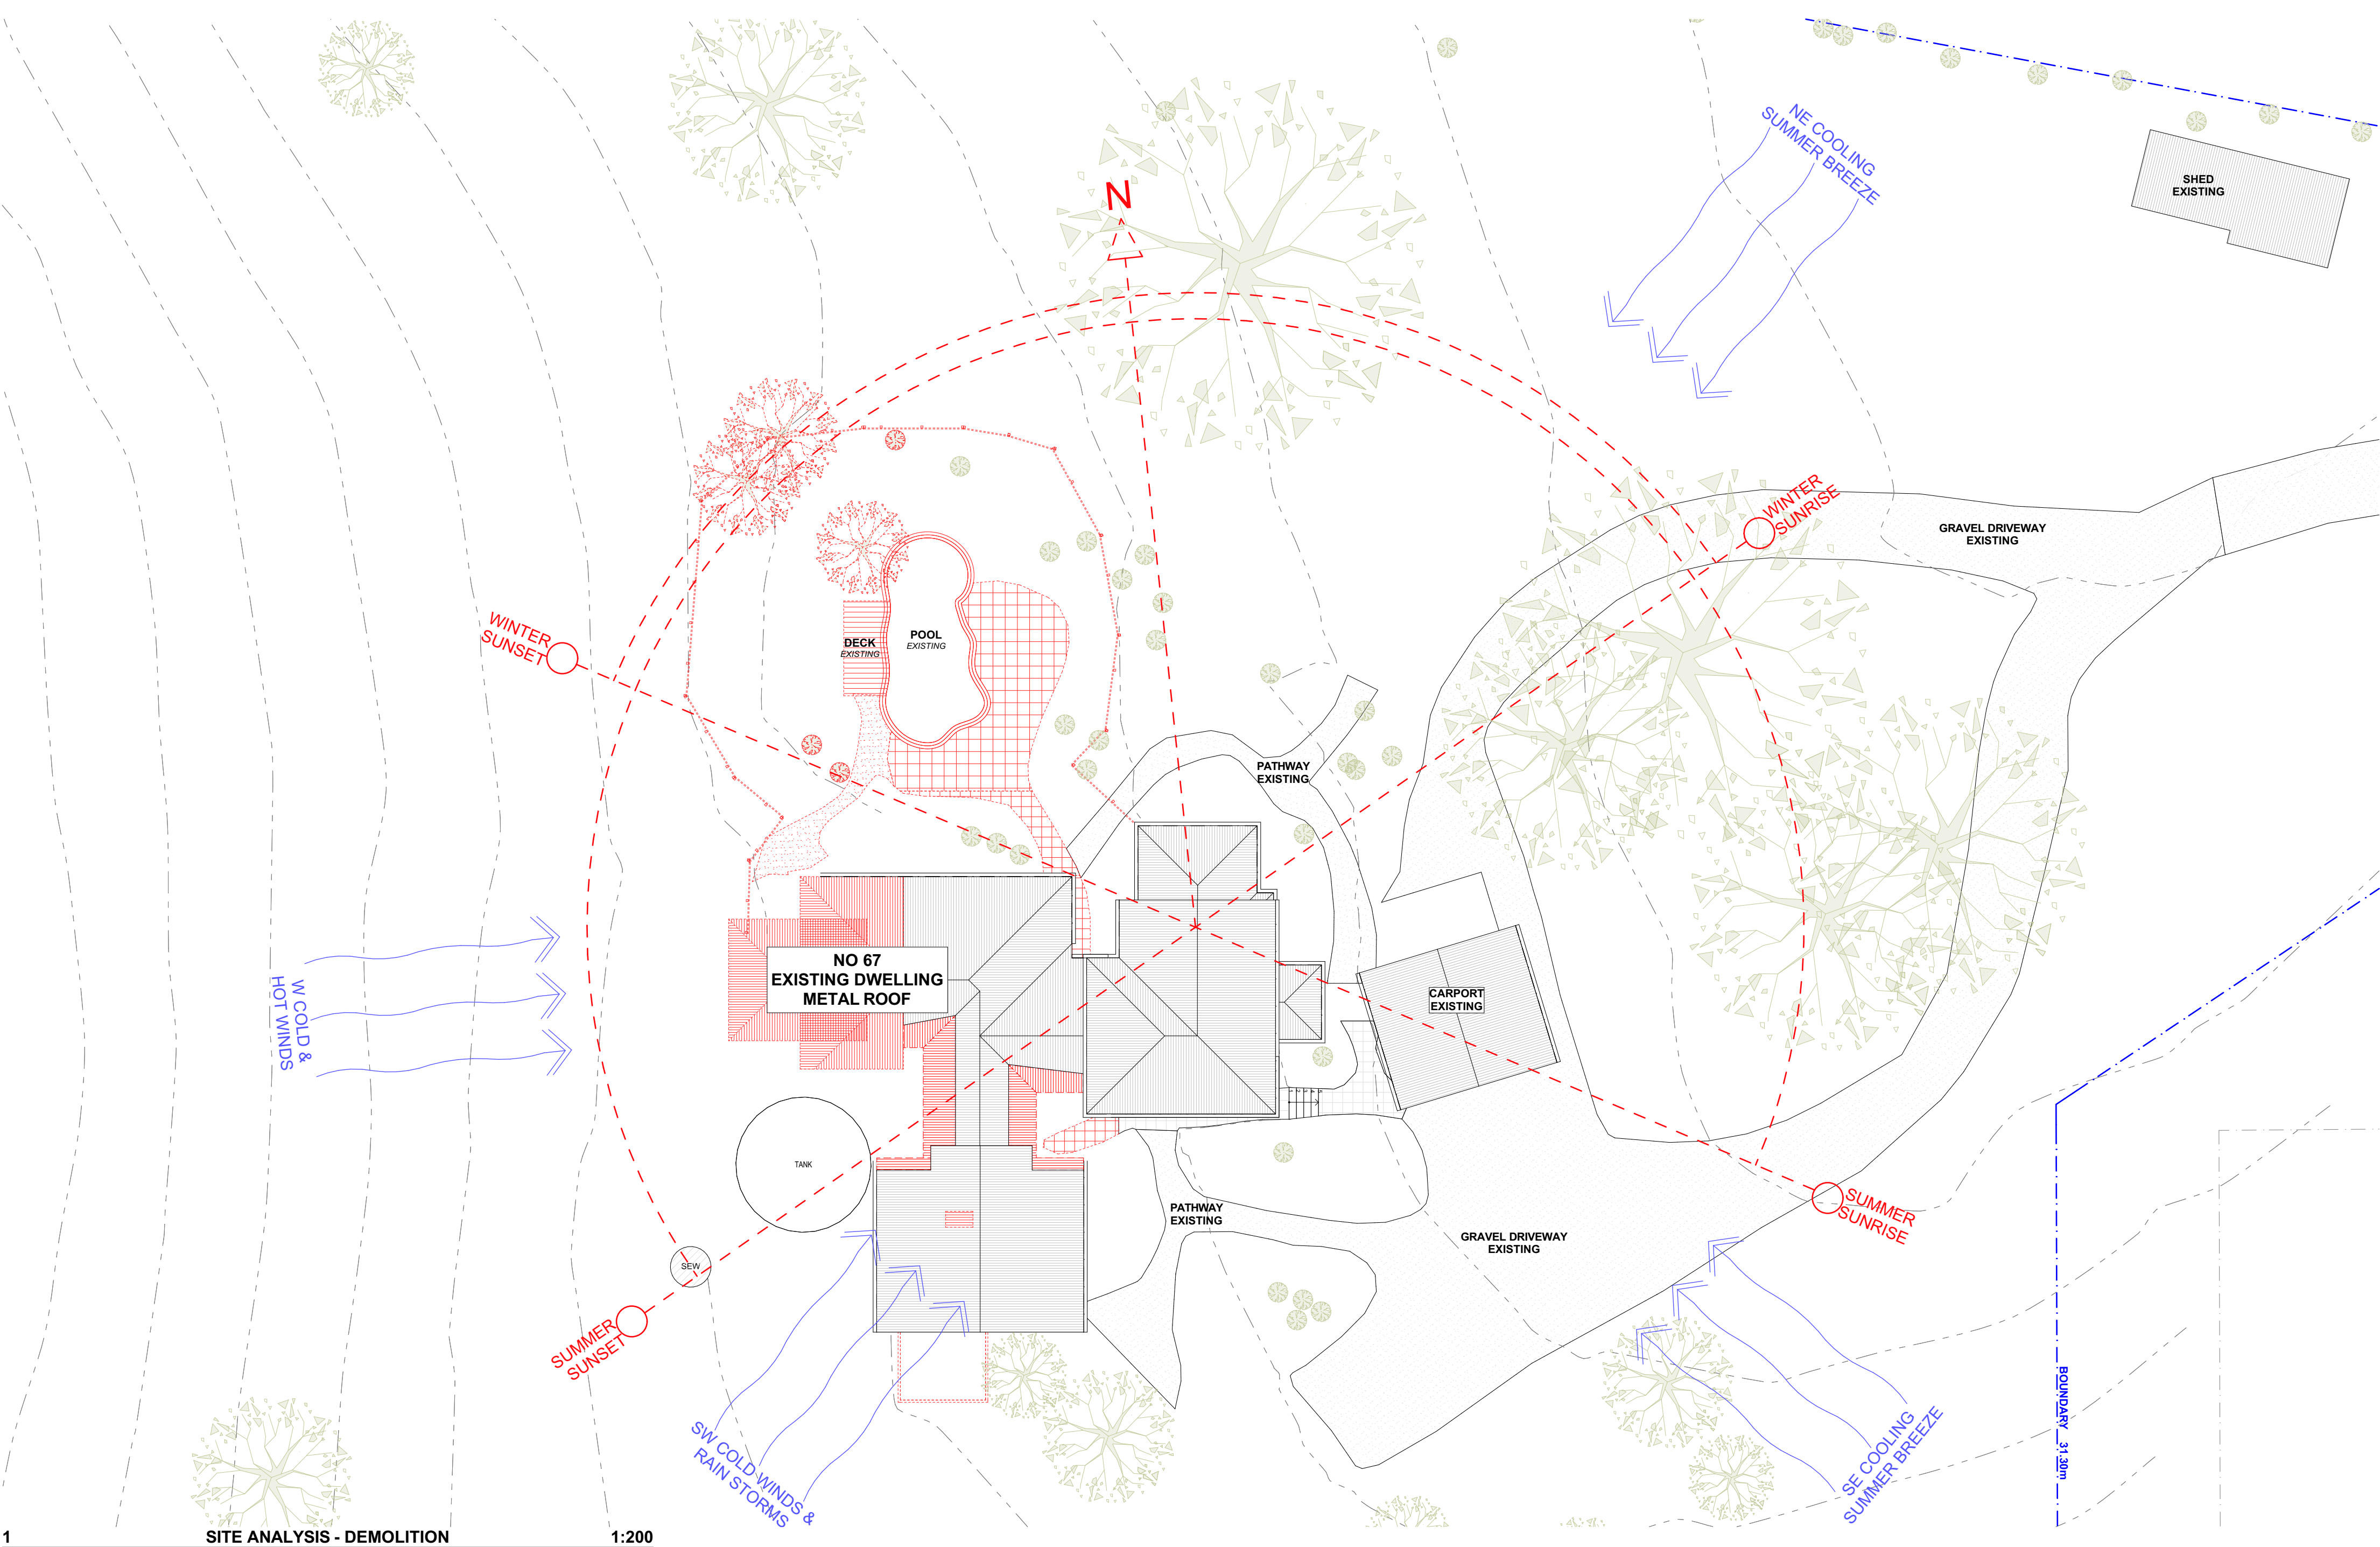 NE COOLING
SUMMER BREEZE
SHED
EXISTING
N
WINTER
SUNRISE
GRAVEL DRIVEWAY
EXISTING
WINTER
SUNSET
DECK
EXISTING
POOL
EXISTING
PATHWAY
EXISTING
NO 67
EXISTING DWELLING
METAL ROOF
CARPORT
EXISTING
W COLD &
HOT WINDS
TANK
SEW
PATHWAY
EXISTING
GRAVEL DRIVEWAY
EXISTING
SUMMER
SUNRISE
SUMMER
SUNSET
SW COLD WINDS &
RAIN STORMS
SE COOLING
SUMMER BREEZE
BOUNDARY 31.30m
1 SITE ANALYSIS - DEMOLITION 1:200